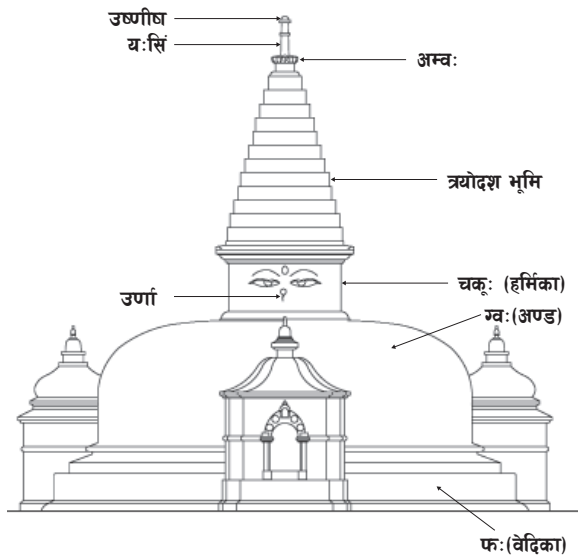 उष्णीष
यःसिं
अम्वः
त्रयोदश भूमि
चकूः (हर्मिका)
उर्णा
ग्वः(अण्ड)
फः(वेदिका)